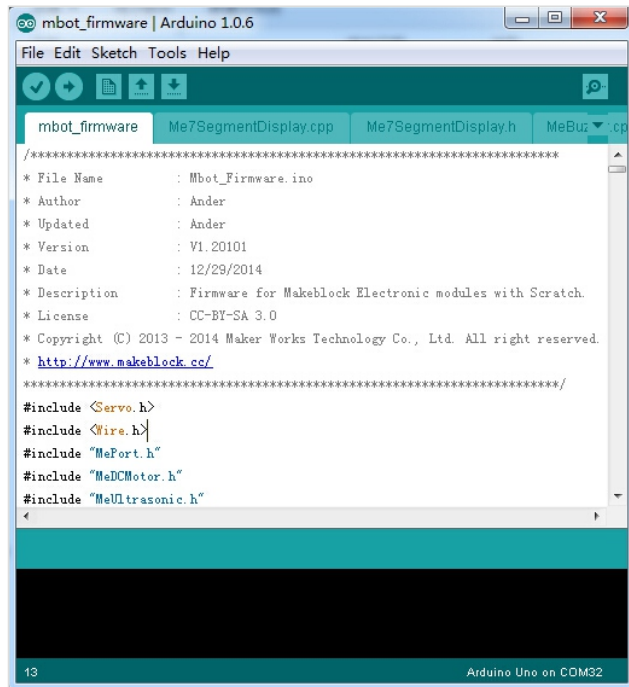 mbot_firmware | Arduino 1.0.6
File Edit Sketch Tools Help
mbot_firmware Me7SegmentDisplay.cpp Me7SegmentDisplay.h MeBuz .cp
/*************************************************************************
* File Name : Mbot_Firmware.ino
* Author : Ander
* Updated : Ander
* Version : V1.20101
* Date : 12/29/2014
* Description : Firmware for Makeblock Electronic modules with Scratch.
* License : CC-BY-SA 3.0
* Copyright (C) 2013 - 2014 Maker Works Technology Co., Ltd. All right reserved.
* http://www.makeblock.cc/
**************************************************************************/
#include <Servo.h>
#include <Wire.h>
#include "MePort.h"
#include "MeDCMotor.h"
#include "MeUltrasonic.h"
13 Arduino Uno on COM32